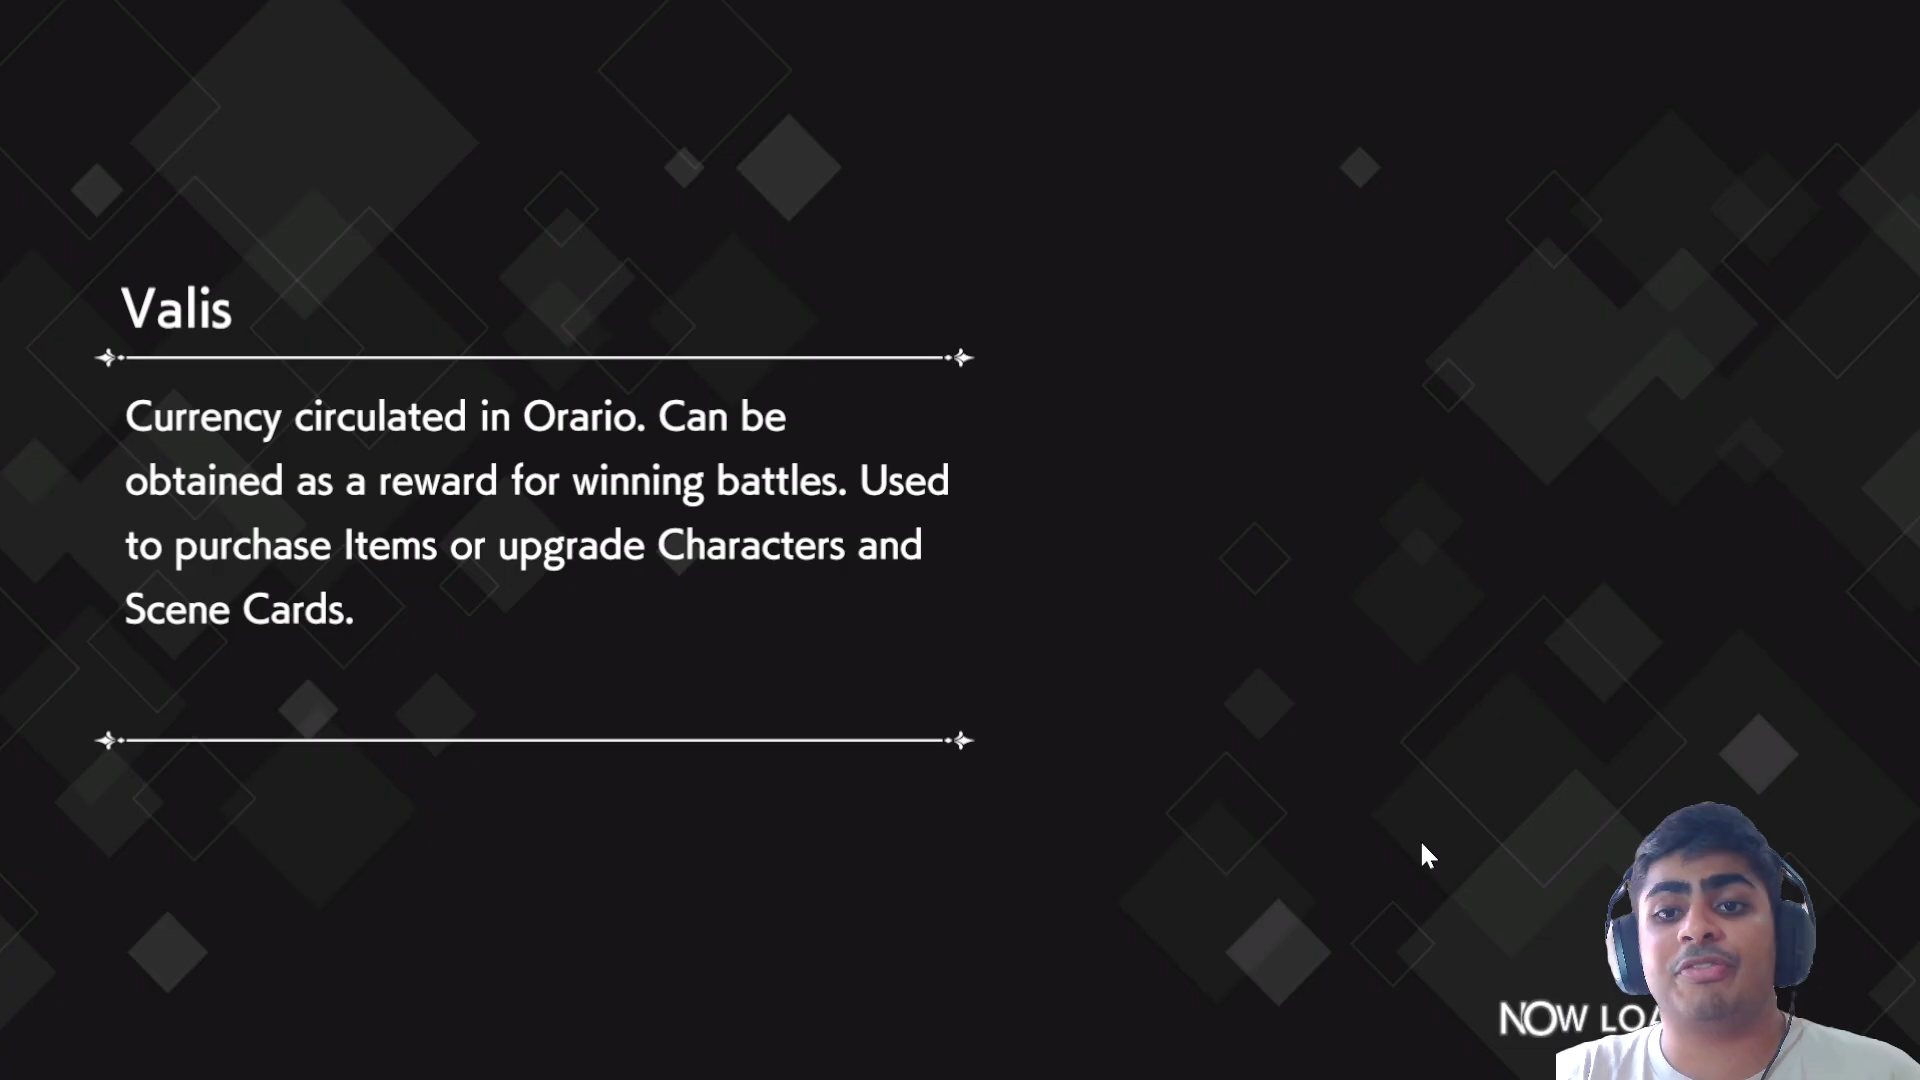 Valis
Currency circulated in Orario. Can be
obtained as a reward for winning battles. Used
to purchase Items or upgrade Characters and
Scene Cards.
NOW